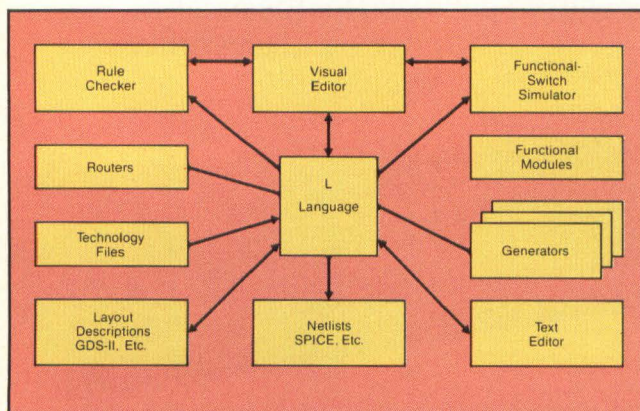 Rule
Checker
Visual
Editor
Functional-
Switch
Simulator
Routers
L
Language
Functional
Modules
Technology
Files
Generators
Layout
Descriptions
GDS-II, Etc.
Netlists
SPICE, Etc.
Text
Editor